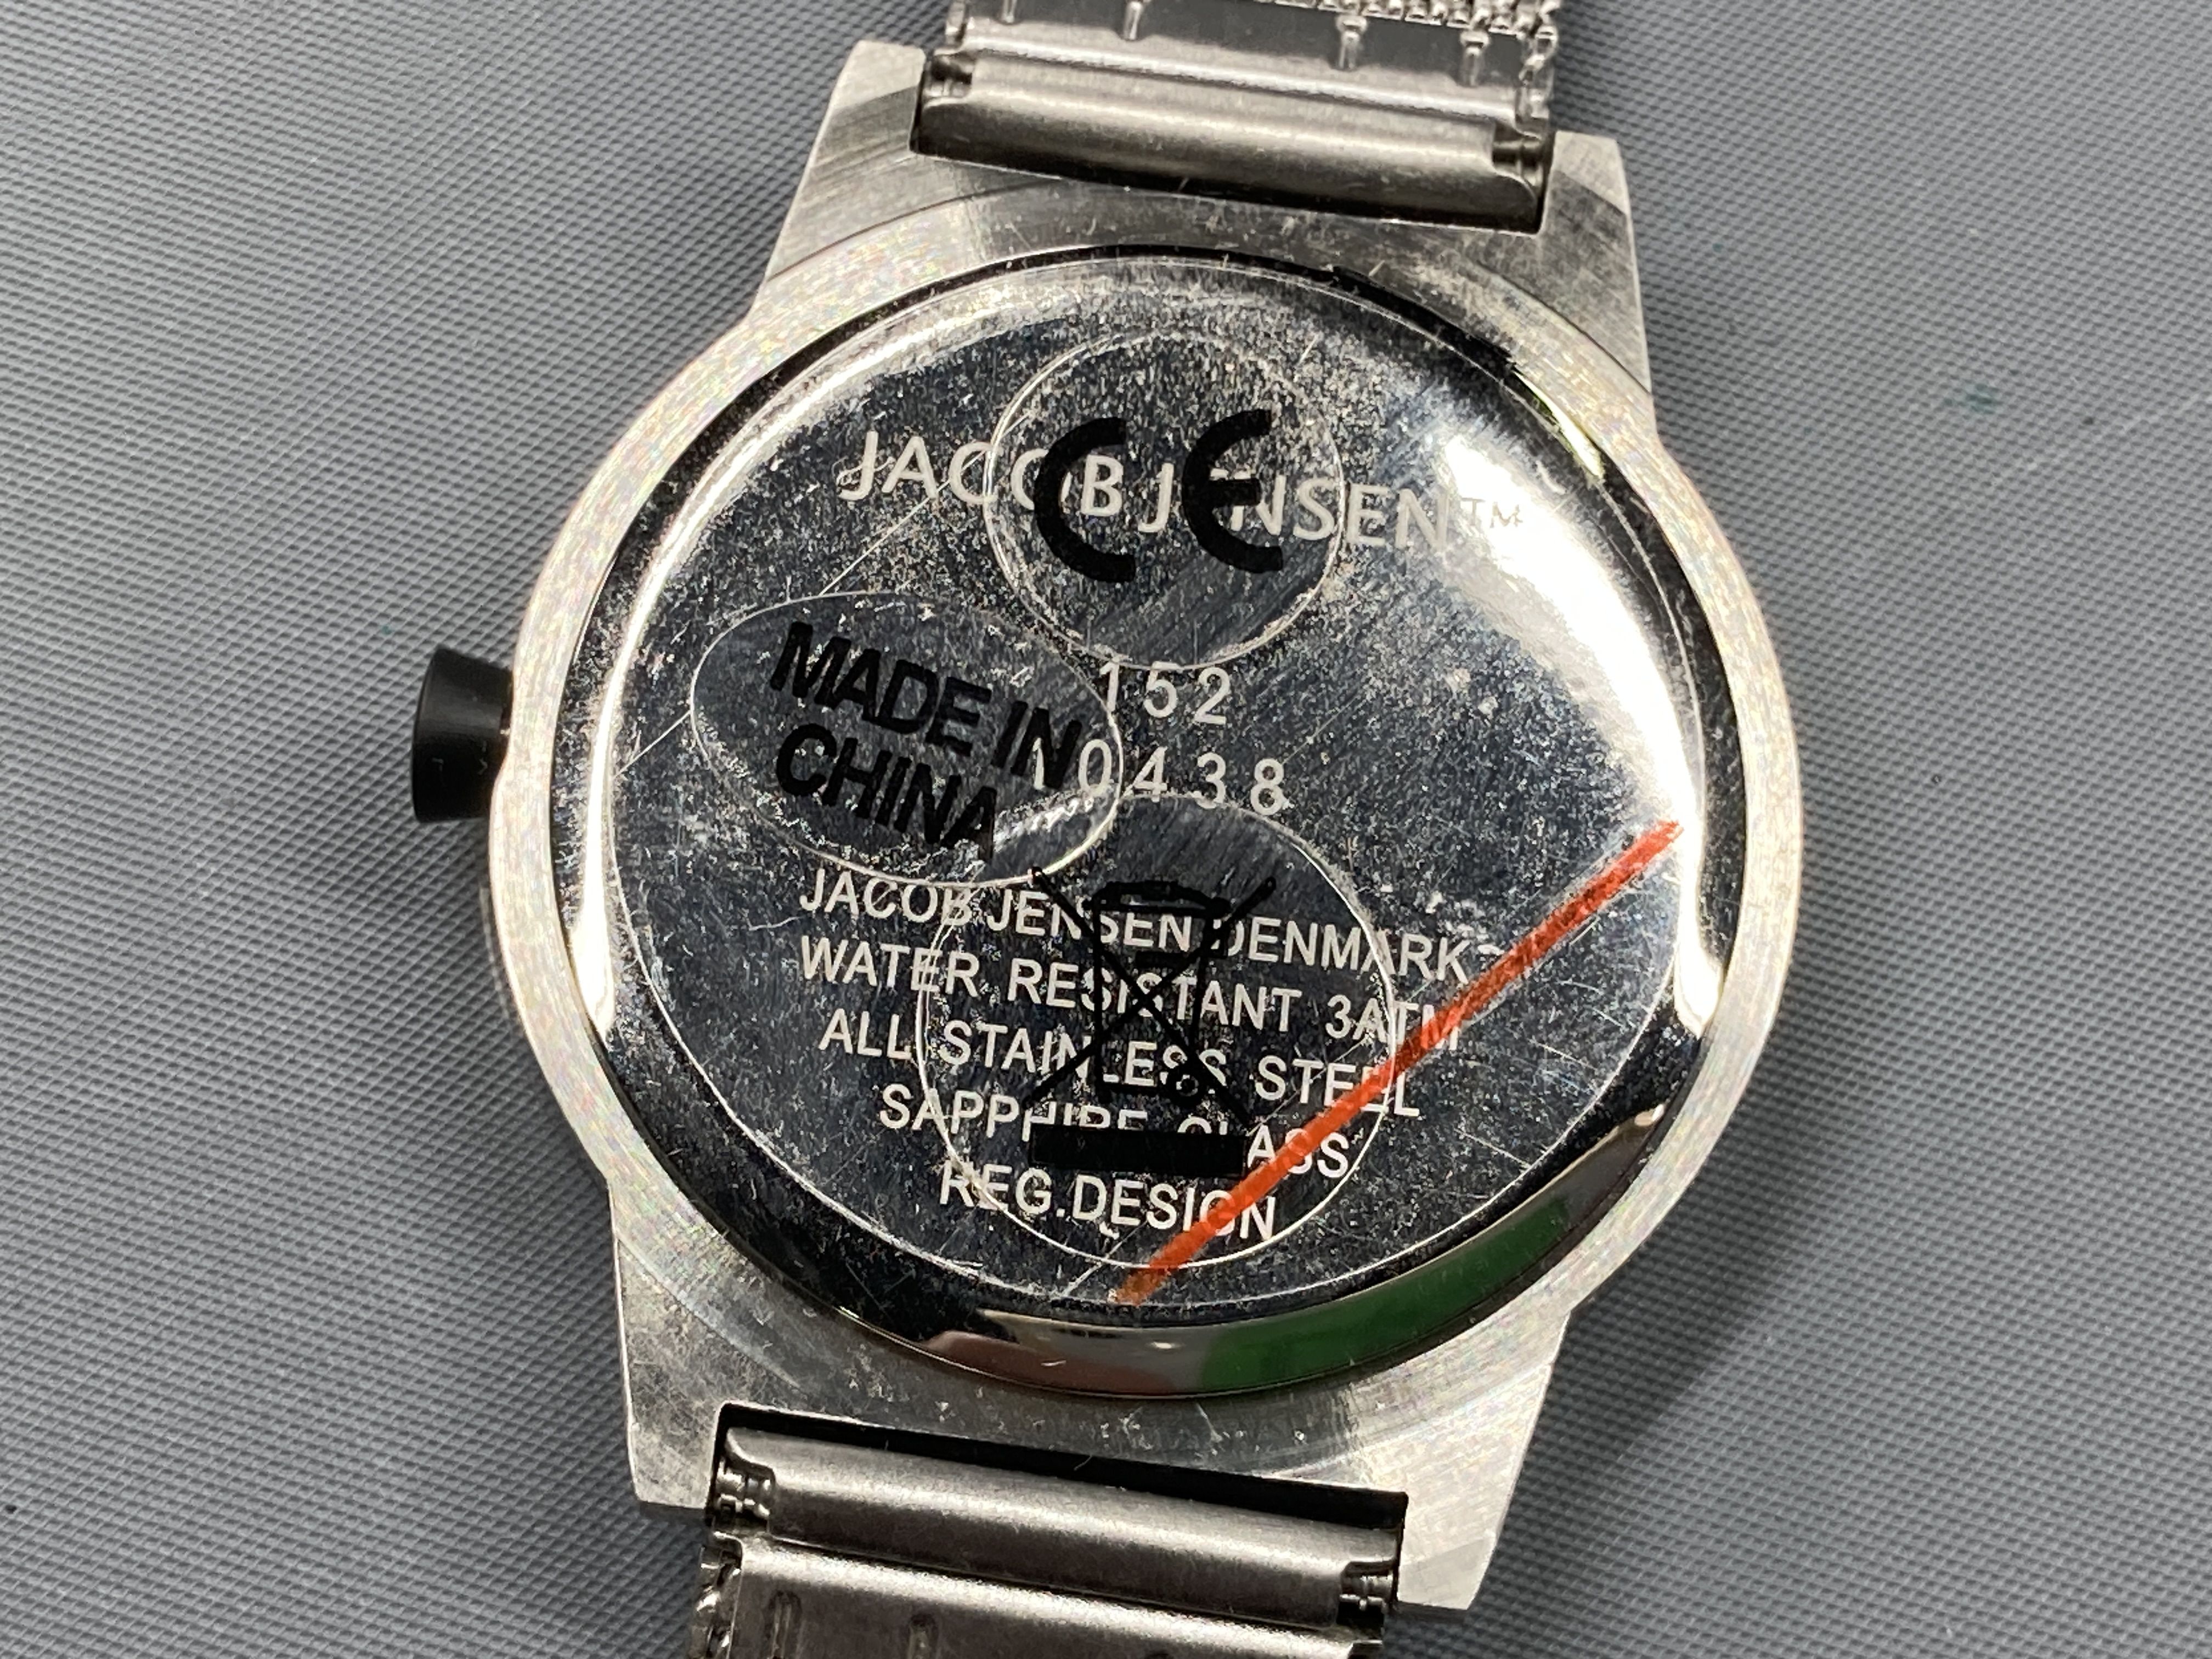 JACOB JENSEN™
CE
152
MADE IN
CHINA
10438
JACOB JENSEN DENMARK
WATER RESISTANT 3ATM
ALL STAINLESS STEEL
SAPPHIRE GLASS
REG.DESIGN